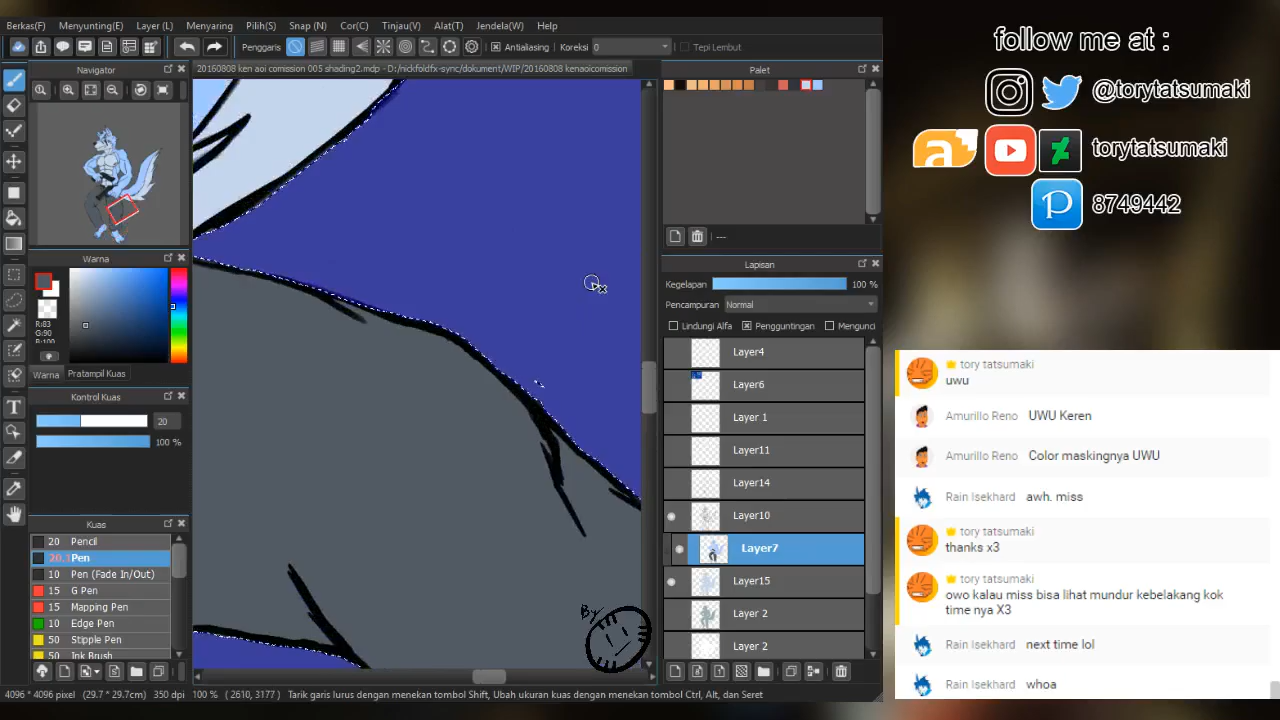 Berkas(F) Menyunting(E) Layer (L) Menyaring Pilih(S) Snap (N) Cor(C) Tinjau(V) Alat(T) Jendela(W) Help
Penggaris Antialiasing Koreksi 0 Tepi Lembut
Navigator
20160808 ken aoi comission 005 shading2.mdp - D:/nickfoldfx-sync/dokument/WIP/20160808 kenaoicomission
Palet
---
Warna
R:83
G:90
B:100
Warna Pratampil Kuas
Kontrol Kuas
20
100 %
Kuas
20 Pencil
20.1 Pen
10 Pen (Fade In/Out)
15 G Pen
15 Mapping Pen
10 Edge Pen
50 Stipple Pen
50 Ink Brush
By
Lapisan
Kegelapan 100 %
Pencampuran Normal
Lindungi Alfa Pengguntingan Mengunci
Layer4
Layer6
Layer 1
Layer11
Layer14
Layer10
Layer7
Layer15
Layer 2
Layer 2
4096 * 4096 pixel (29.7 * 29.7cm) 350 dpi 100 % ( 2610, 3177 ) Tarik garis lurus dengan menekan tombol Shift, Ubah ukuran kuas dengan menekan tombol Ctrl, Alt, dan Seret
follow me at :
@torytatsumaki
torytatsumaki
8749442
tory tatsumaki
uwu
Amurillo Reno UWU Keren
Amurillo Reno Color maskingnya UWU
Rain Isekhard awh. miss
tory tatsumaki
thanks x3
tory tatsumaki
owo kalau miss bisa lihat mundur kebelakang kok
time nya X3
Rain Isekhard next time lol
Rain Isekhard whoa